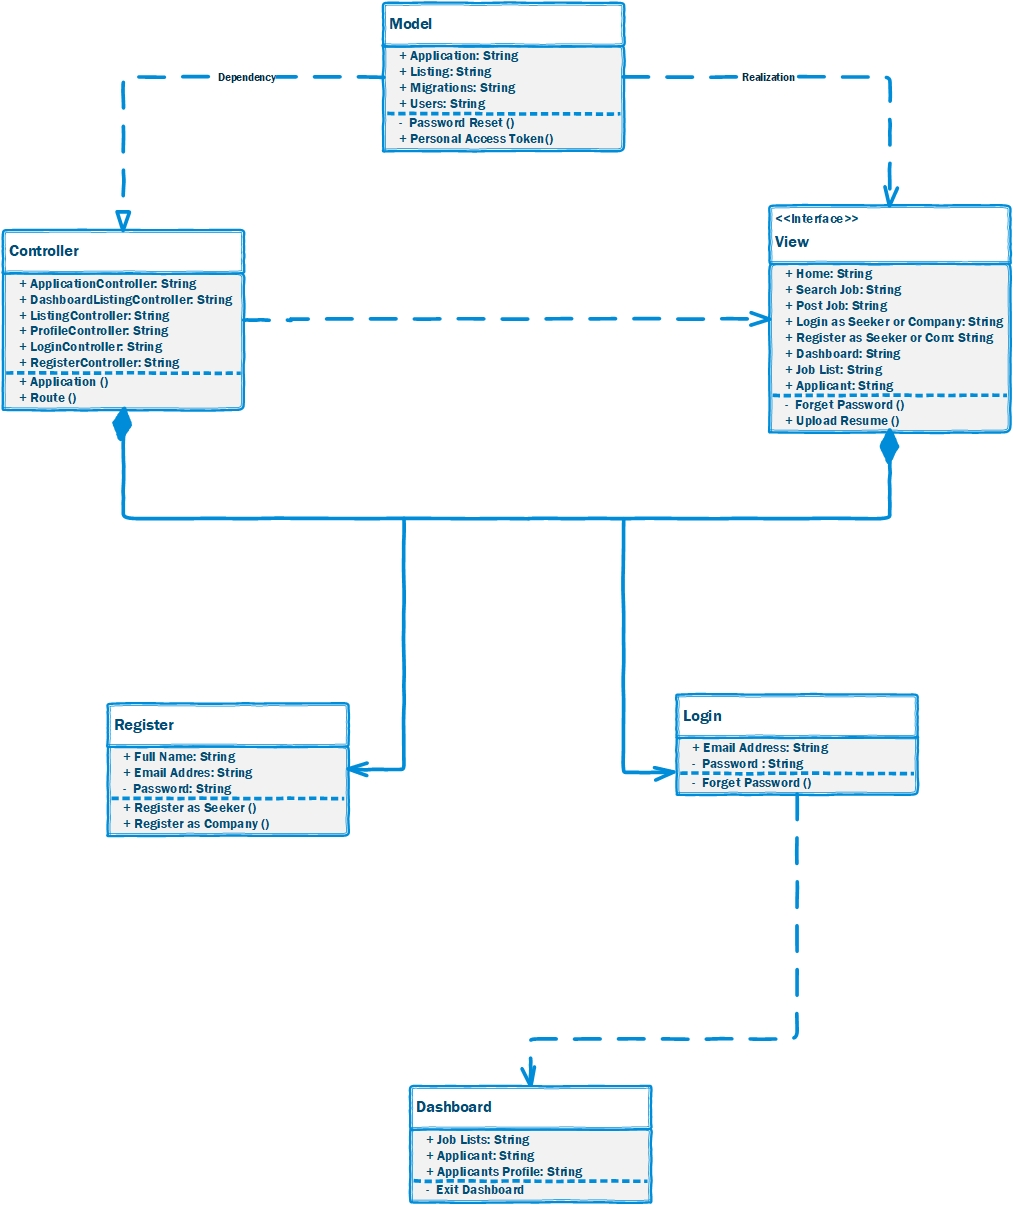 Model
+ Application: String
+ Listing: String
+ Migrations: String
+ Users: String
- Password Reset ()
+ Personal Access Token()
Dependency
Realization
Controller
+ ApplicationController: String
+ DashboardListingController: String
+ ListingController: String
+ ProfileController: String
+ LoginController: String
+ RegisterController: String
+ Application ()
+ Route ()
<<Interface>>
View
+ Home: String
+ Search Job: String
+ Post Job: String
+ Login as Seeker or Company: String
+ Register as Seeker or Com: String
+ Dashboard: String
+ Job List: String
+ Applicant: String
- Forget Password ()
+ Upload Resume ()
Register
+ Full Name: String
+ Email Addres: String
- Password: String
+ Register as Seeker ()
+ Register as Company ()
Login
+ Email Address: String
- Password : String
- Forget Password ()
Dashboard
+ Job Lists: String
+ Applicant: String
+ Applicants Profile: String
- Exit Dashboard